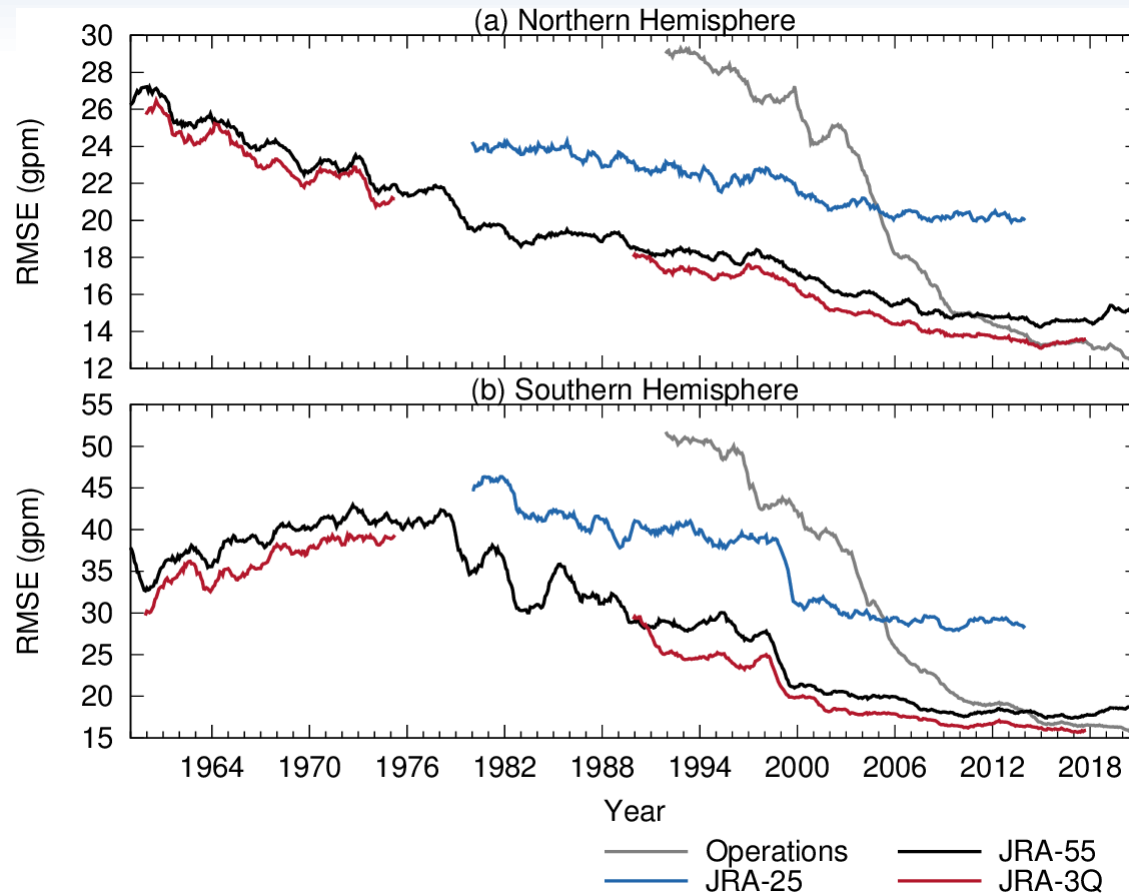 (a) Northern Hemisphere
30
28
26
24
22
20
18
16
14
12
RMSE (gpm)
(b) Southern Hemisphere
55
50
45
40
35
30
25
20
15
RMSE (gpm)
1964 1970 1976 1982 1988 1994 2000 2006 2012 2018
Year
Operations JRA-55
JRA-25 JRA-3Q